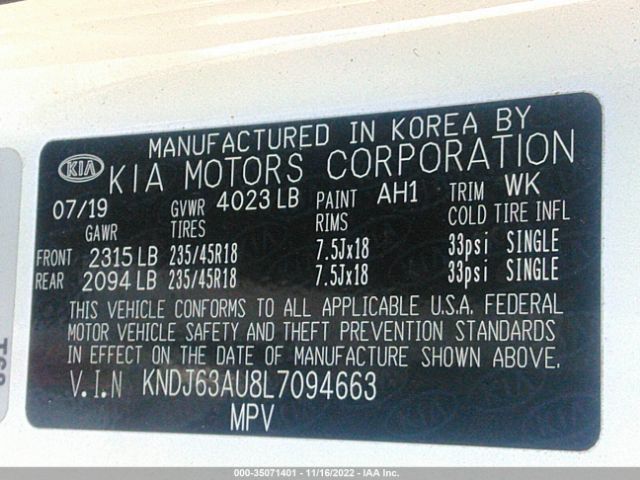 MANUFACTURED IN KOREA BY
KIA KIA MOTORS CORPORATION
07/19 GVWR 4023 LB PAINT AH1 TRIM WK
GAWR RIMS COLD TIRE INFL
FRONT 2315 LB 235/45R18 7.5Jx18 33psi SINGLE
REAR 2094 LB 235/45R18 7.5Jx18 33psi SINGLE
THIS VEHICLE CONFORMS TO ALL APPLICABLE U.S.A. FEDERAL
MOTOR VEHICLE SAFETY AND THEFT PREVENTION STANDARDS
IN EFFECT ON THE DATE OF MANUFACTURE SHOWN ABOVE.
V.I.N KNDJ63AU8L7094663
MPV
000-35071401 - 11/16/2022 - IAA Inc.